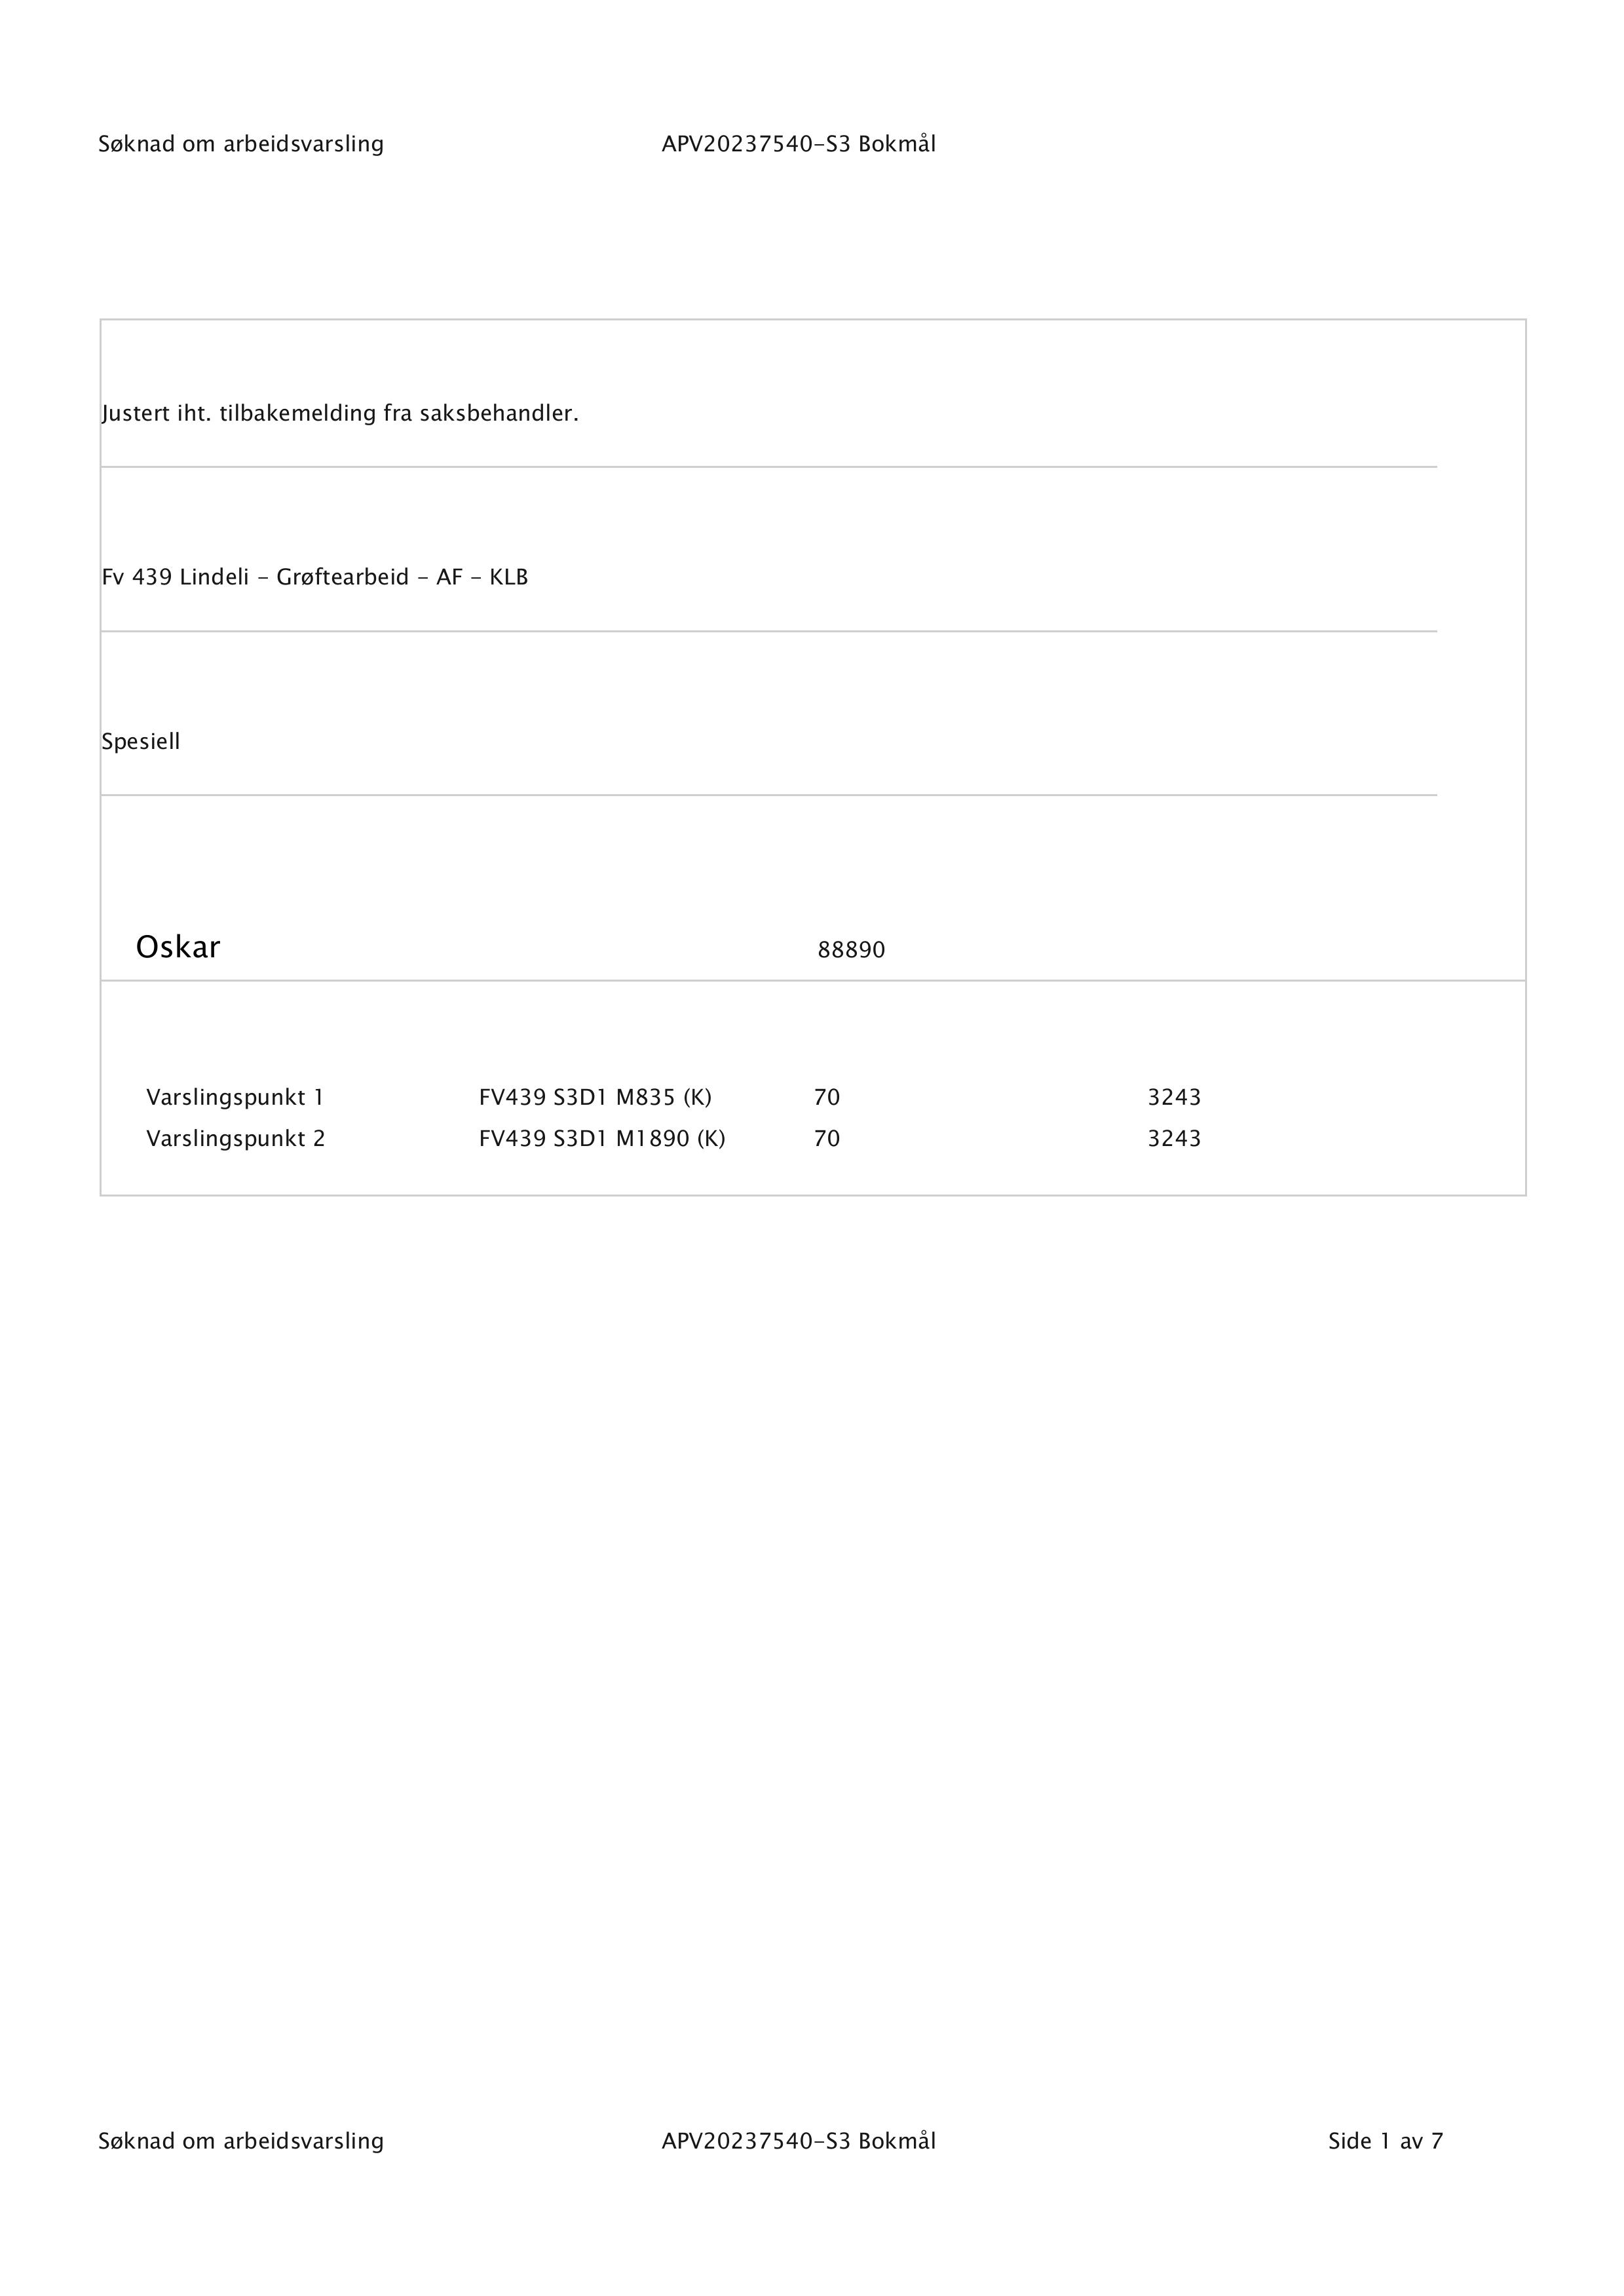 Søknad om arbeidsvarsling APV20237540-S3 Bokmål
Justert iht. tilbakemelding fra saksbehandler.
Fv 439 Lindeli - Grøftearbeid - AF - KLB
Spesiell
Oskar 88890
Varslingspunkt 1 FV439 S3D1 M835 (K) 70 3243
Varslingspunkt 2 FV439 S3D1 M1890 (K) 70 3243
Søknad om arbeidsvarsling APV20237540-S3 Bokmål Side 1 av 7